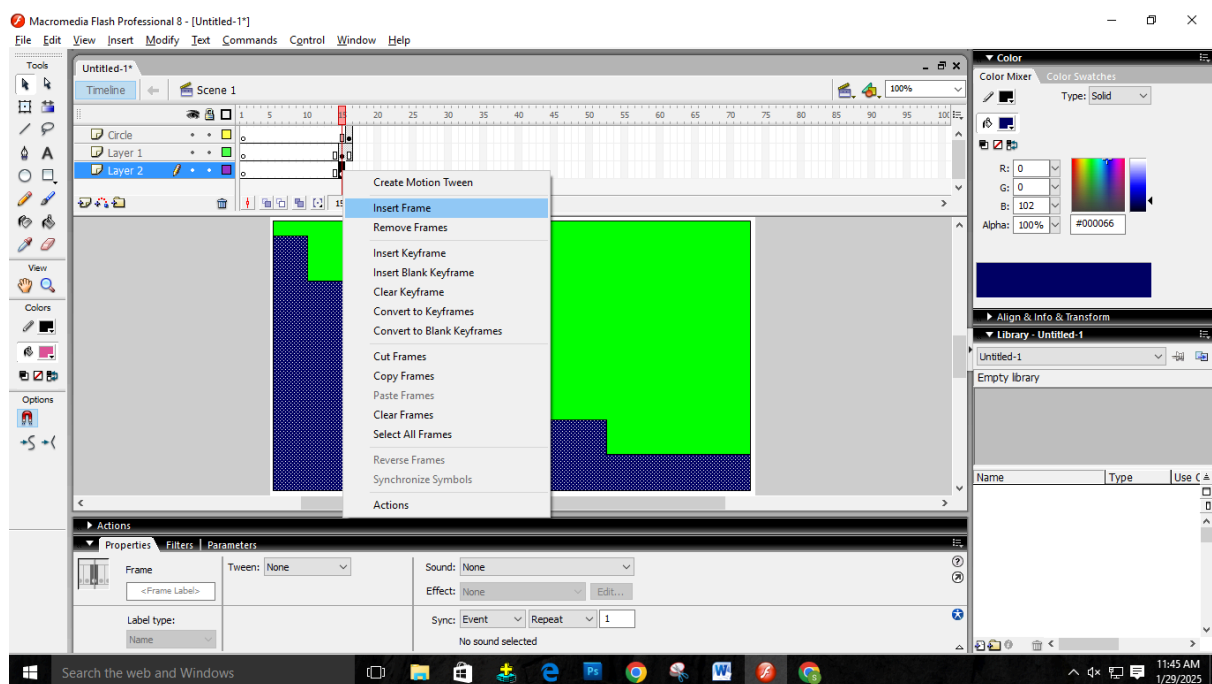 Macromedia Flash Professional 8 - [Untitled-1*]
File Edit View Insert Modify Text Commands Control Window Help
Tools
View
Colors
Options
Untitled-1*
Timeline
Scene 1
100%
1 5 10 15 20 25 30 35 40 45 50 55 60 65 70 75 80 85 90 95 100
Circle
Layer 1
Layer 2
Create Motion Tween
Insert Frame
Remove Frames
Insert Keyframe
Insert Blank Keyframe
Clear Keyframe
Convert to Keyframes
Convert to Blank Keyframes
Cut Frames
Copy Frames
Paste Frames
Clear Frames
Select All Frames
Reverse Frames
Synchronize Symbols
Actions
Actions
Properties Filters Parameters
Frame
<Frame Label>
Label type:
Name
Tween: None
Sound: None
Effect: None Edit...
Sync: Event Repeat 1
No sound selected
Color
Color Mixer Color Swatches
Type: Solid
R: 0
G: 0
B: 102
Alpha: 100% #000066
Align & Info & Transform
Library - Untitled-1
Untitled-1
Empty library
Name Type Use
Search the web and Windows
Ps
W
11:45 AM
1/29/2025